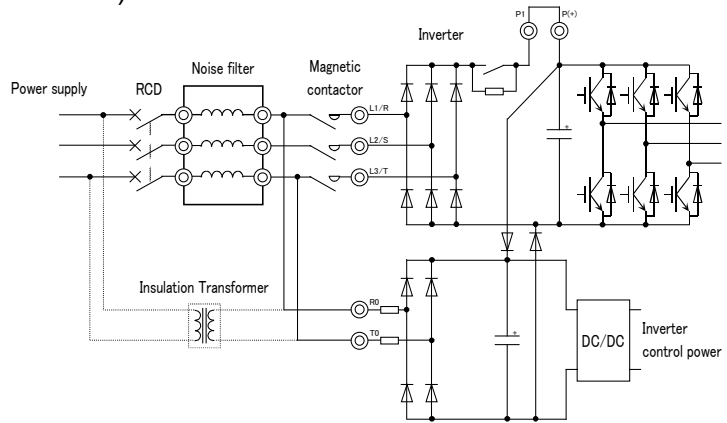 )
P1 P(+)
Inverter
Noise filter
Magnetic
contactor
Power supply
RCD
L1/R
L2/S
L3/T
+
Insulation Transformer
R0
T0
+
DC/DC
Inverter
control power